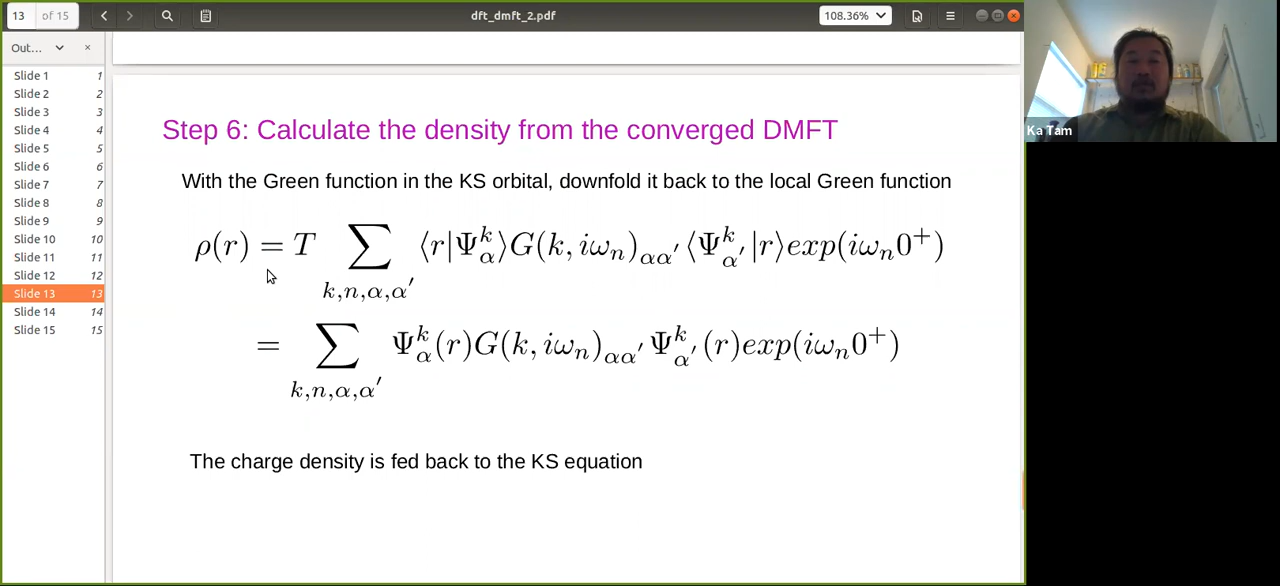 13 of 15
dft_dmft_2.pdf
108.36%
Out...
Slide 1 1
Slide 2 2
Slide 3 3
Slide 4 4
Slide 5 5
Slide 6 6
Slide 7 7
Slide 8 8
Slide 9 9
Slide 10 10
Slide 11 11
Slide 12 12
Slide 13 13
Slide 14 14
Slide 15 15
Step 6: Calculate the density from the converged DMFT
With the Green function in the KS orbital, downfold it back to the local Green function
ρ(r) = T ∑_{k,n,α,α′} ⟨r|Ψ^k_α⟩G(k, iω_n)_{αα′}⟨Ψ^k_{α′}|r⟩exp(iω_n0^+)
= ∑_{k,n,α,α′} Ψ^k_α(r)G(k, iω_n)_{αα′}Ψ^k_{α′}(r)exp(iω_n0^+)
The charge density is fed back to the KS equation
Ka Tam